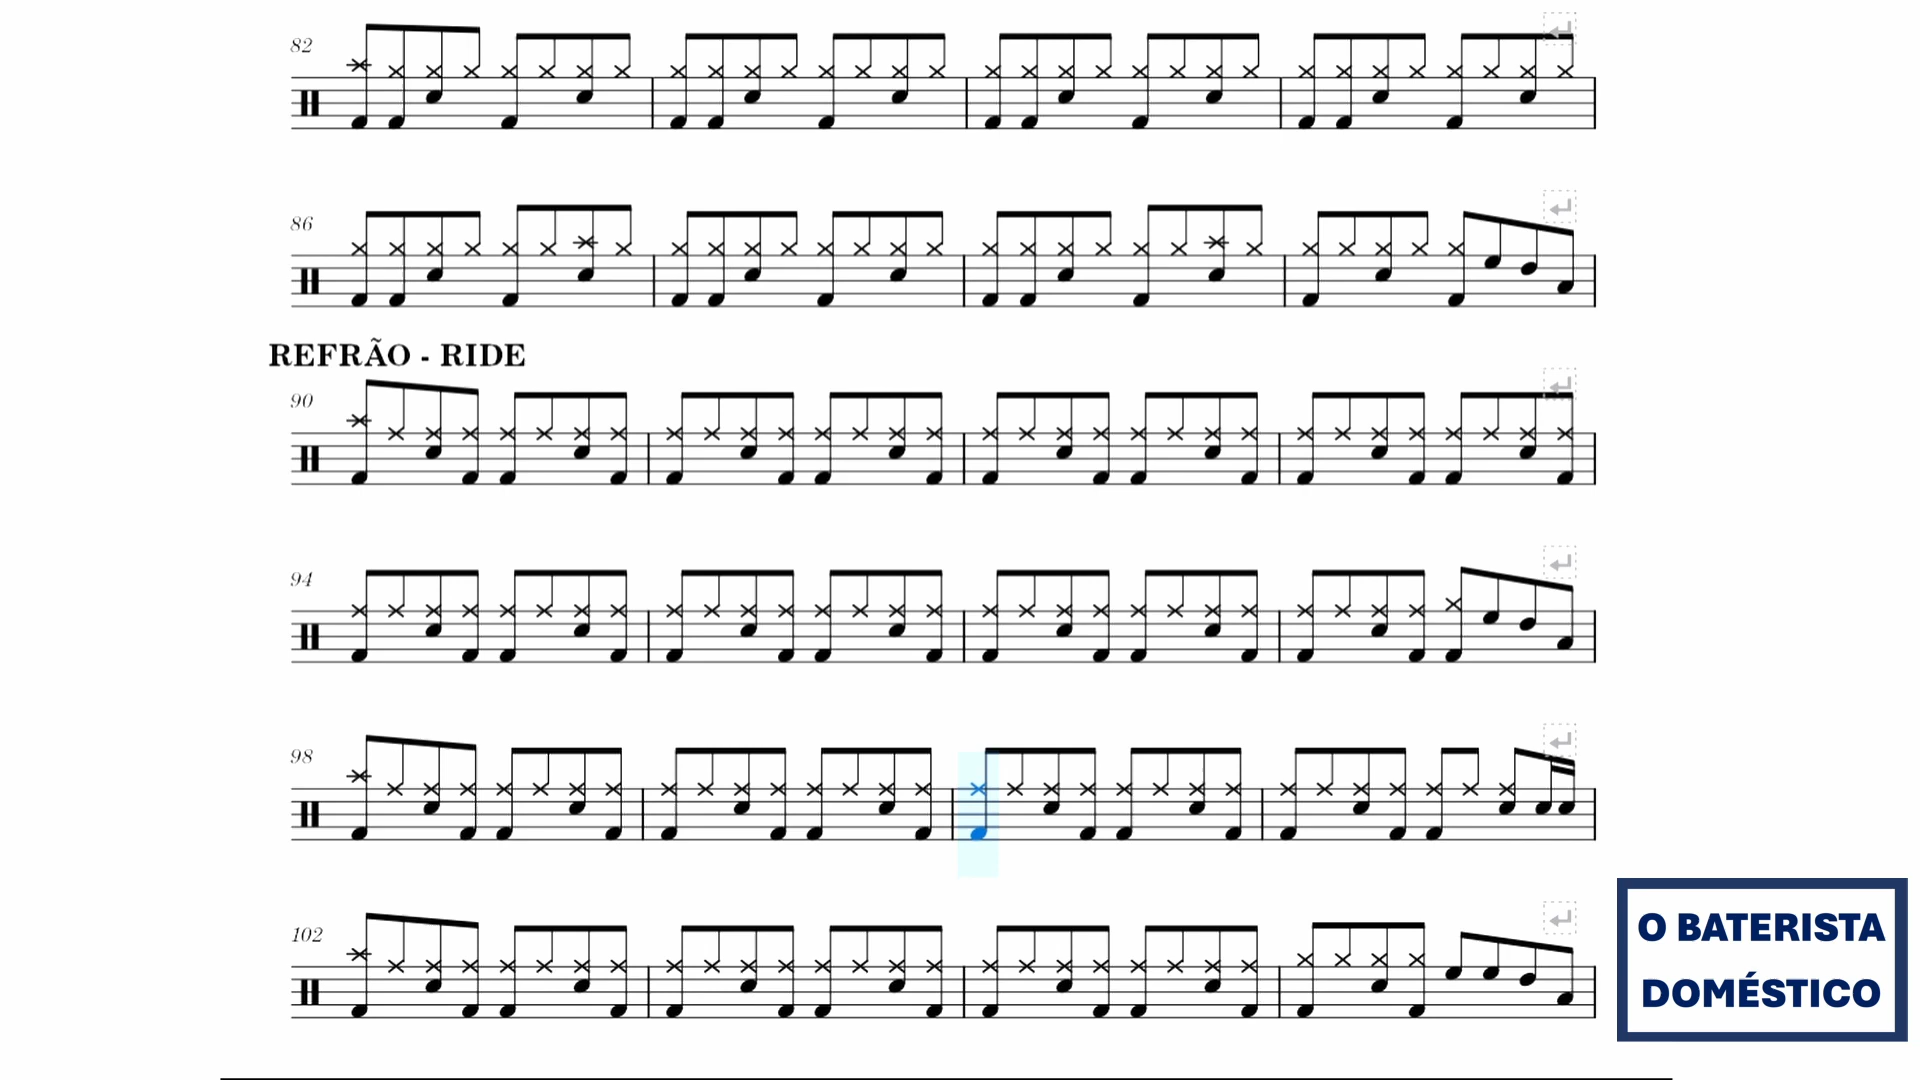 82
86
REFRÃO - RIDE
90
94
98
102
O BATERISTA
DOMÉSTICO